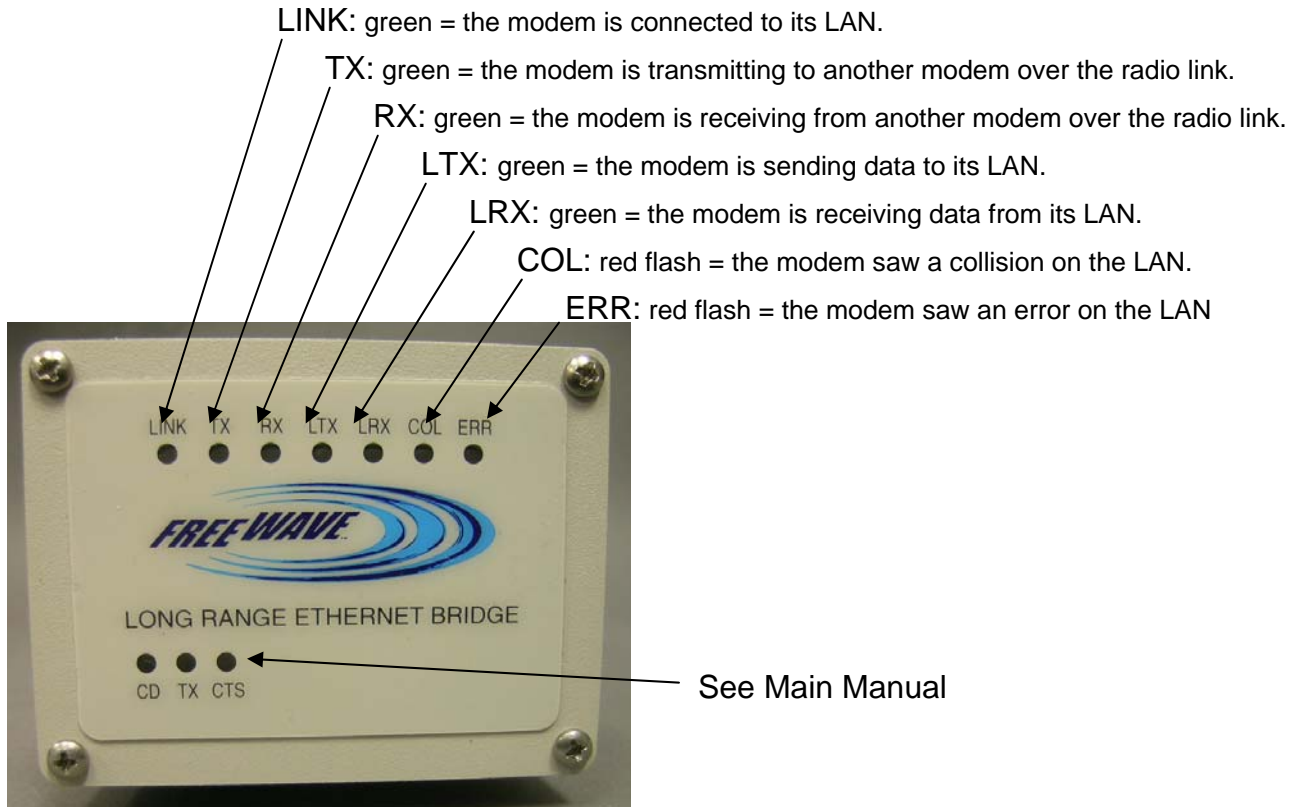 LINK: green = the modem is connected to its LAN.
TX: green = the modem is transmitting to another modem over the radio link.
RX: green = the modem is receiving from another modem over the radio link.
LTX: green = the modem is sending data to its LAN.
LRX: green = the modem is receiving data from its LAN.
COL: red flash = the modem saw a collision on the LAN.
ERR: red flash = the modem saw an error on the LAN
LINK TX RX LTX LRX COL ERR
FREEWAVE
LONG RANGE ETHERNET BRIDGE
CD TX CTS
See Main Manual